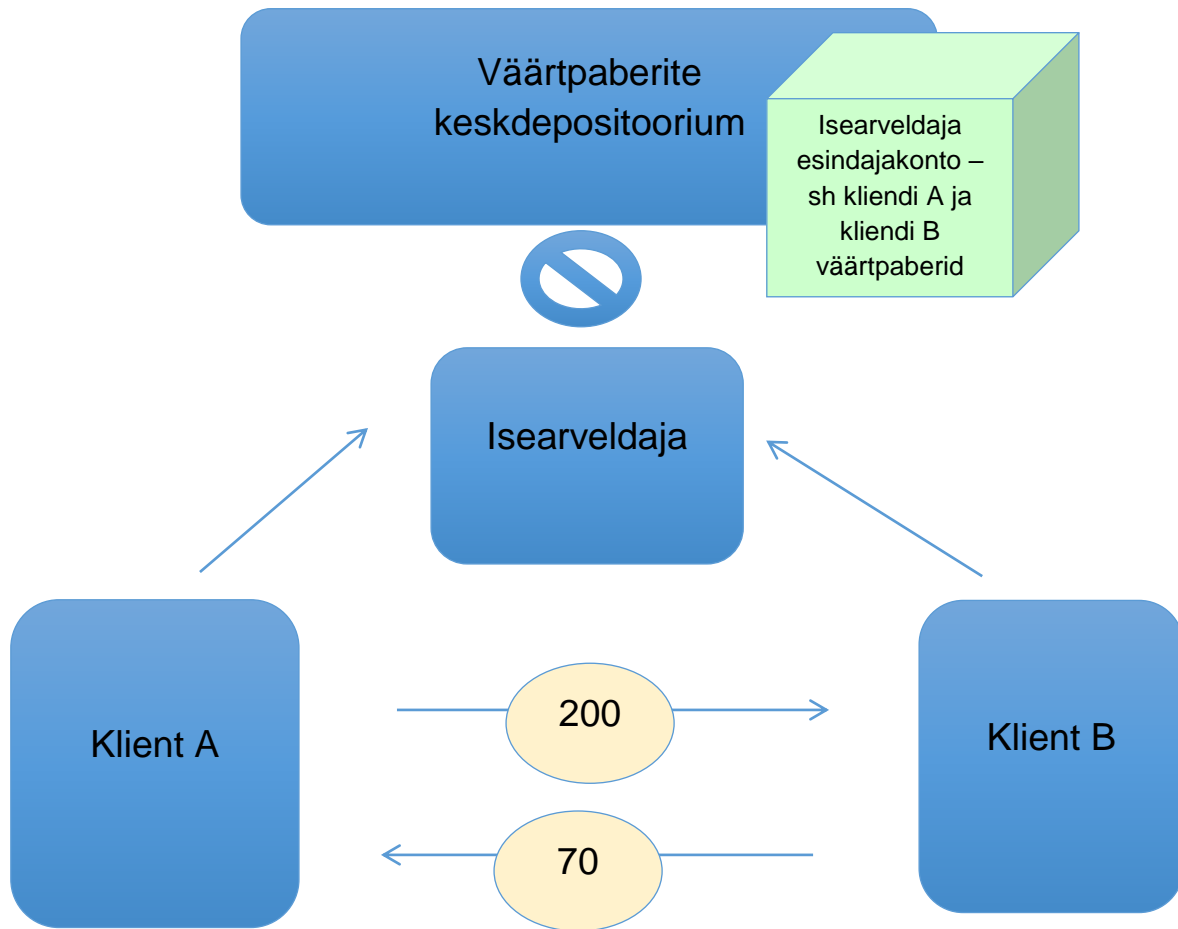 Väärtpaberite
keskdepositoorium
Isearveldaja
esindajakonto –
sh kliendi A ja
kliendi B
väärtpaberid
Isearveldaja
Klient A
200
Klient B
70